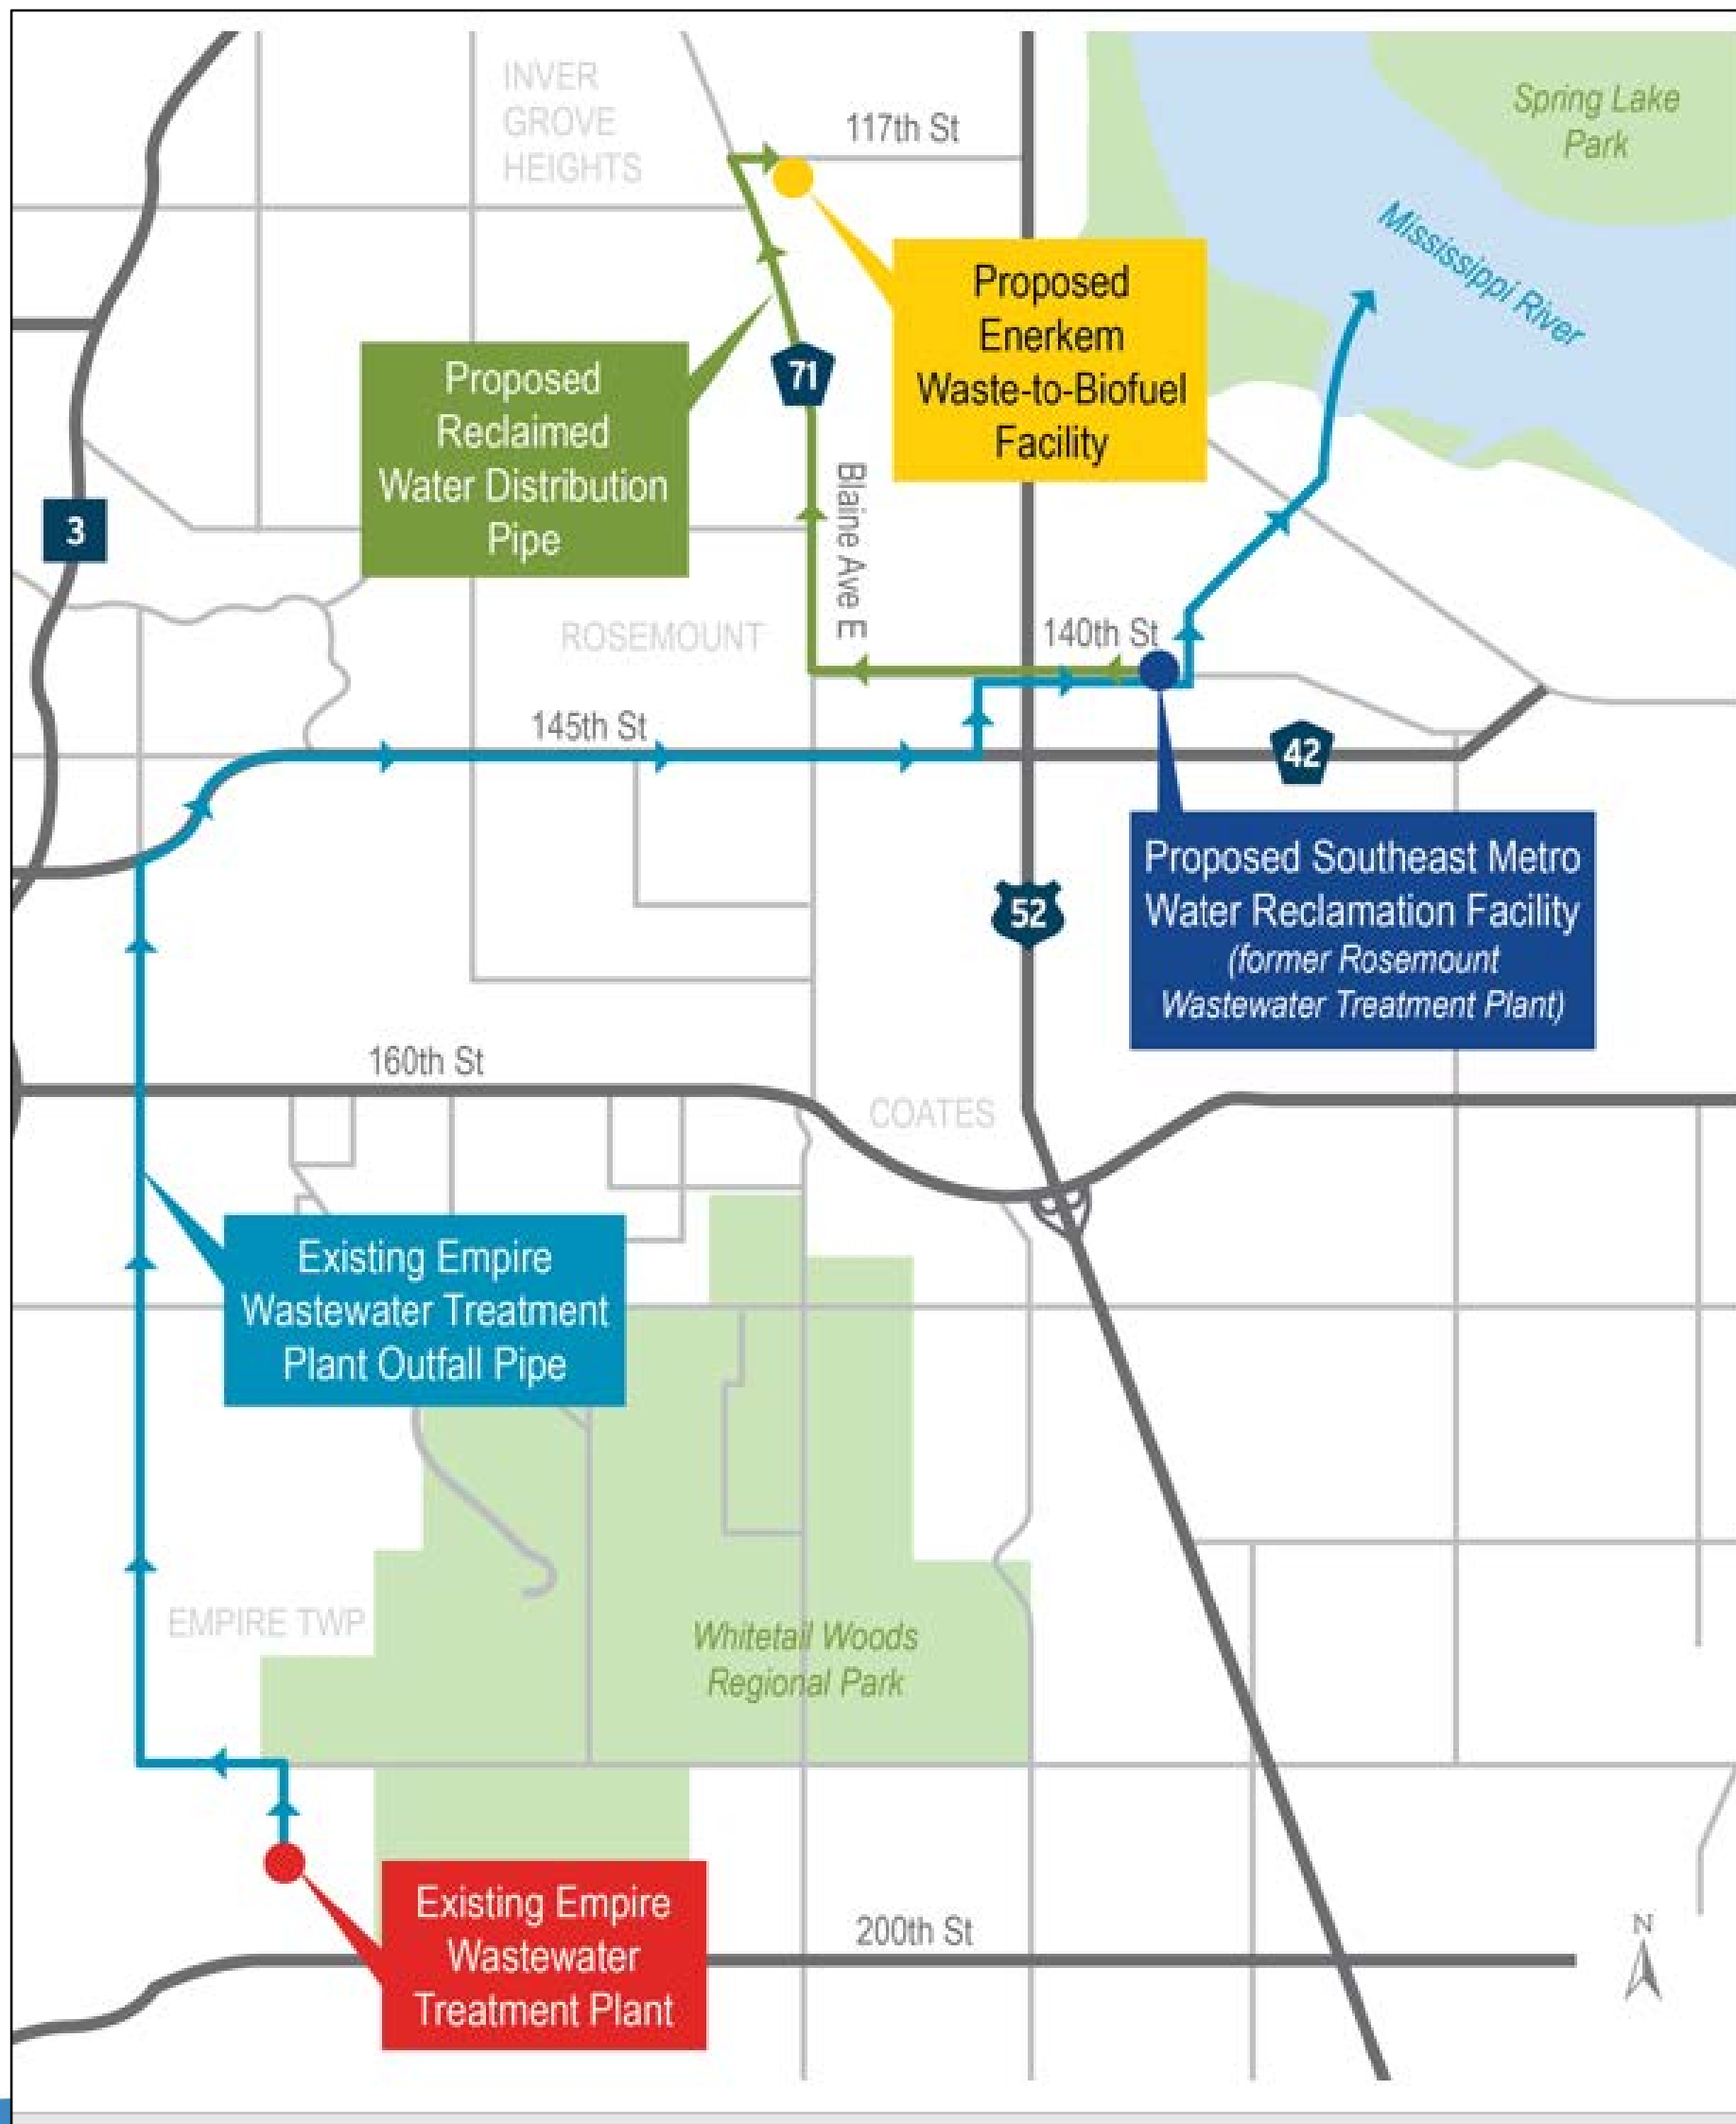 INVER
GROVE
HEIGHTS
117th St
Spring Lake
Park
Mississippi River
Proposed
Enerkem
Waste-to-Biofuel
Facility
Proposed
Reclaimed
Water Distribution
Pipe
71
Blaine Ave E
3
ROSEMOUNT
140th St
145th St
42
Proposed Southeast Metro
Water Reclamation Facility
(former Rosemount
Wastewater Treatment Plant)
52
160th St
COATES
Existing Empire
Wastewater Treatment
Plant Outfall Pipe
EMPIRE TWP
Whitetail Woods
Regional Park
Existing Empire
Wastewater
Treatment Plant
200th St
N